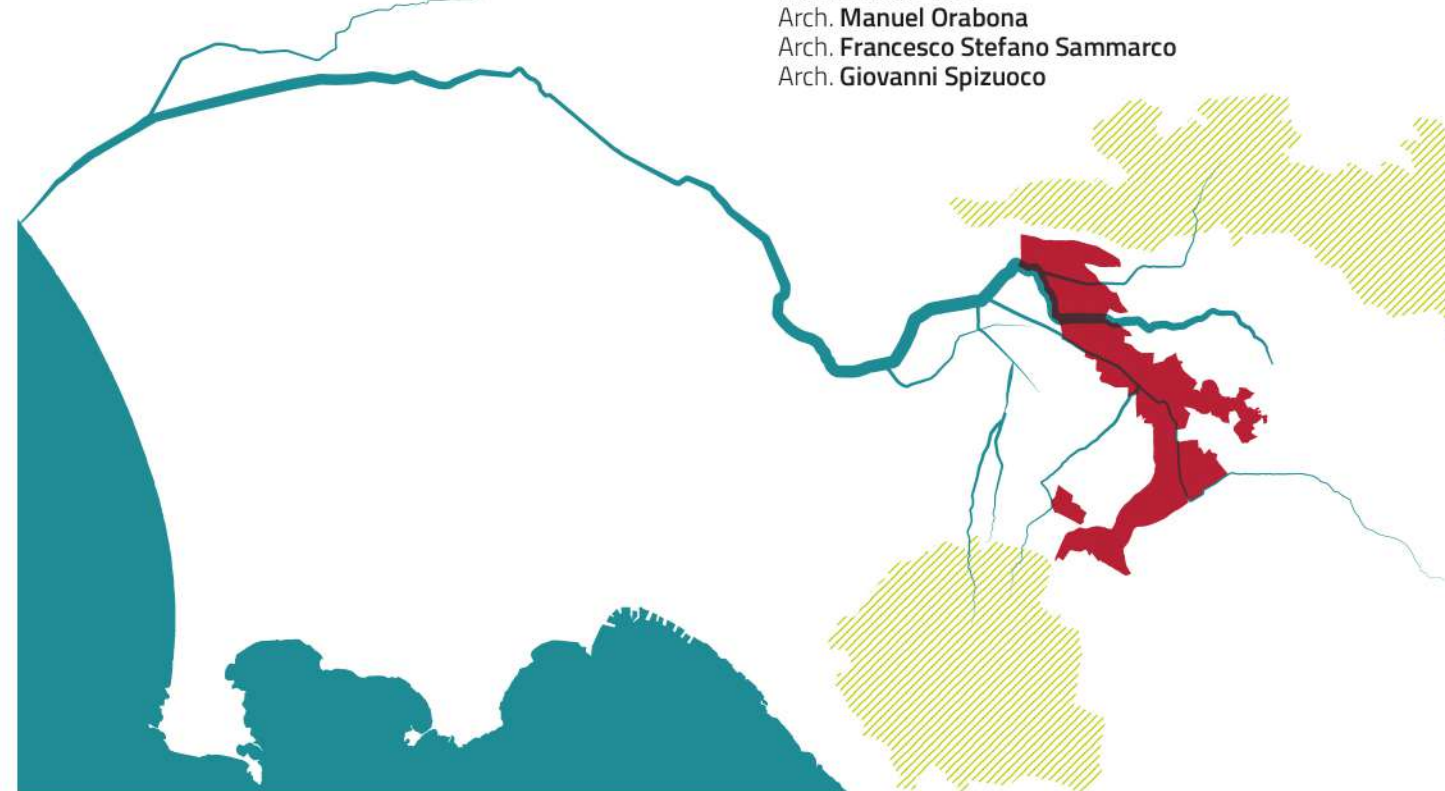 Arch. Manuel Orabona
Arch. Francesco Stefano Sammarco
Arch. Giovanni Spizuoco